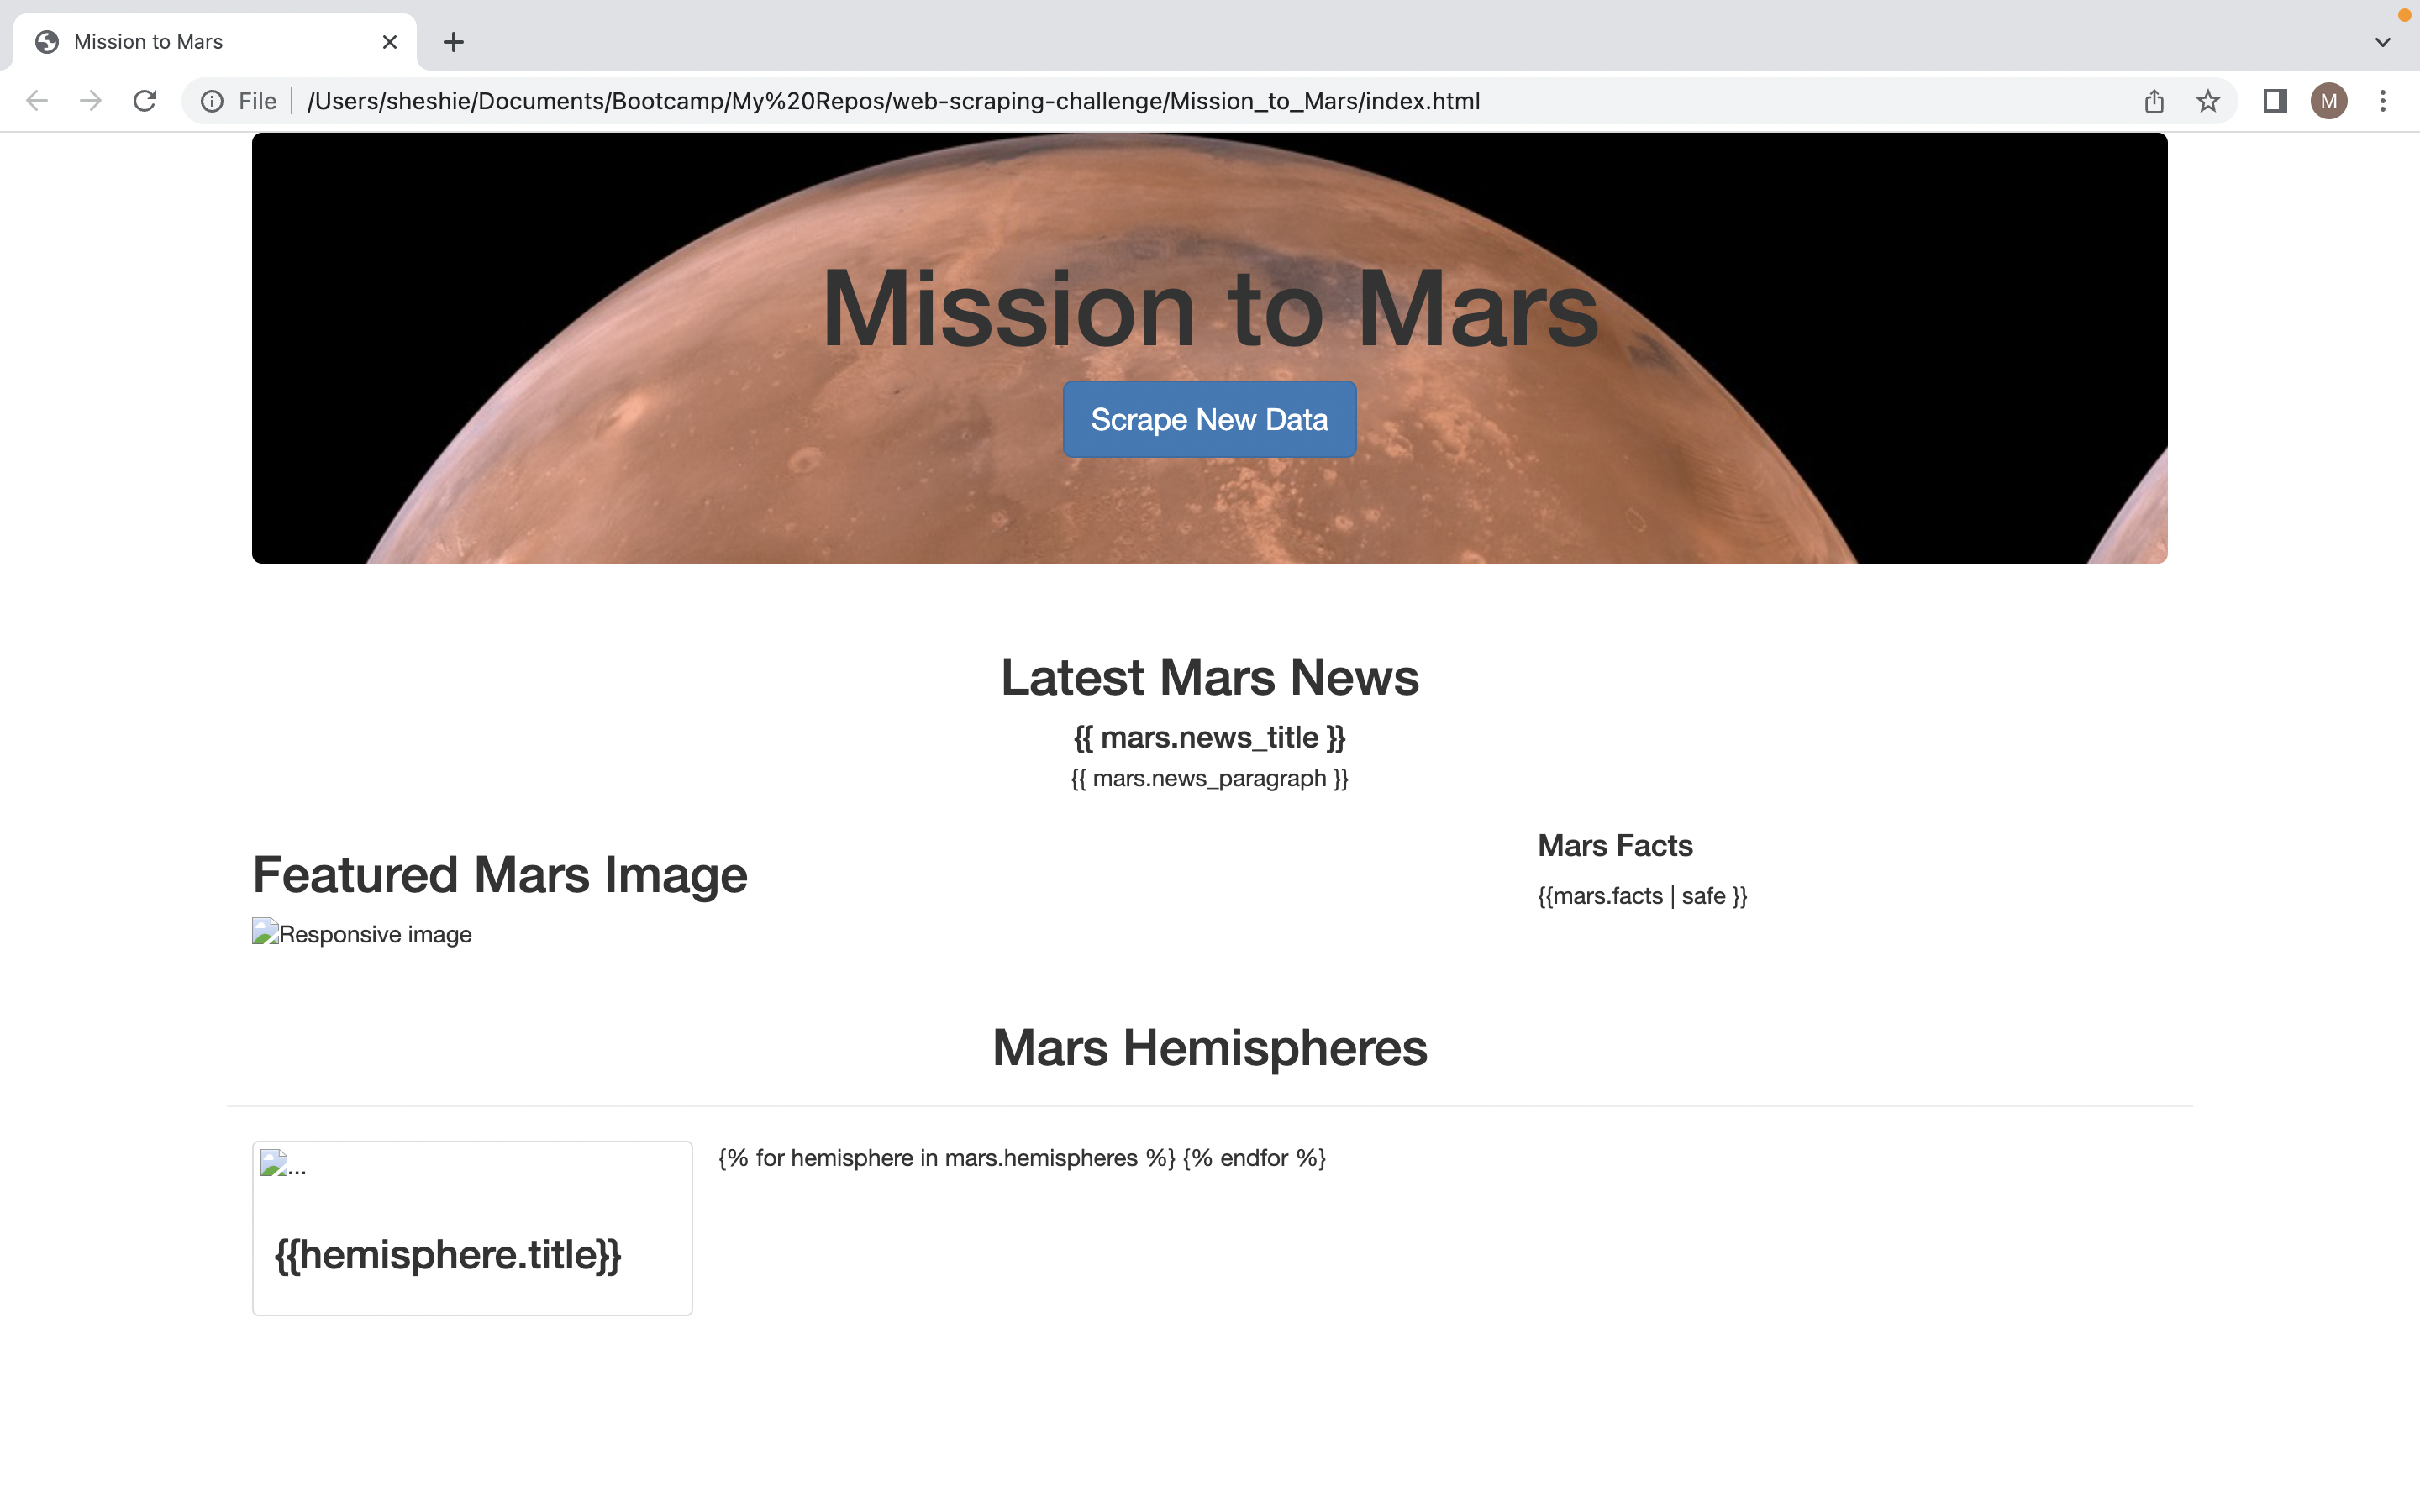 Mission to Mars
File | /Users/sheshie/Documents/Bootcamp/My%20Repos/web-scraping-challenge/Mission_to_Mars/index.html
M
Mission to Mars
Scrape New Data
Latest Mars News
{{ mars.news_title }}
{{ mars.news_paragraph }}
Featured Mars Image
Responsive image
Mars Facts
{{mars.facts | safe }}
Mars Hemispheres
...
{{hemisphere.title}}
{% for hemisphere in mars.hemispheres %} {% endfor %}